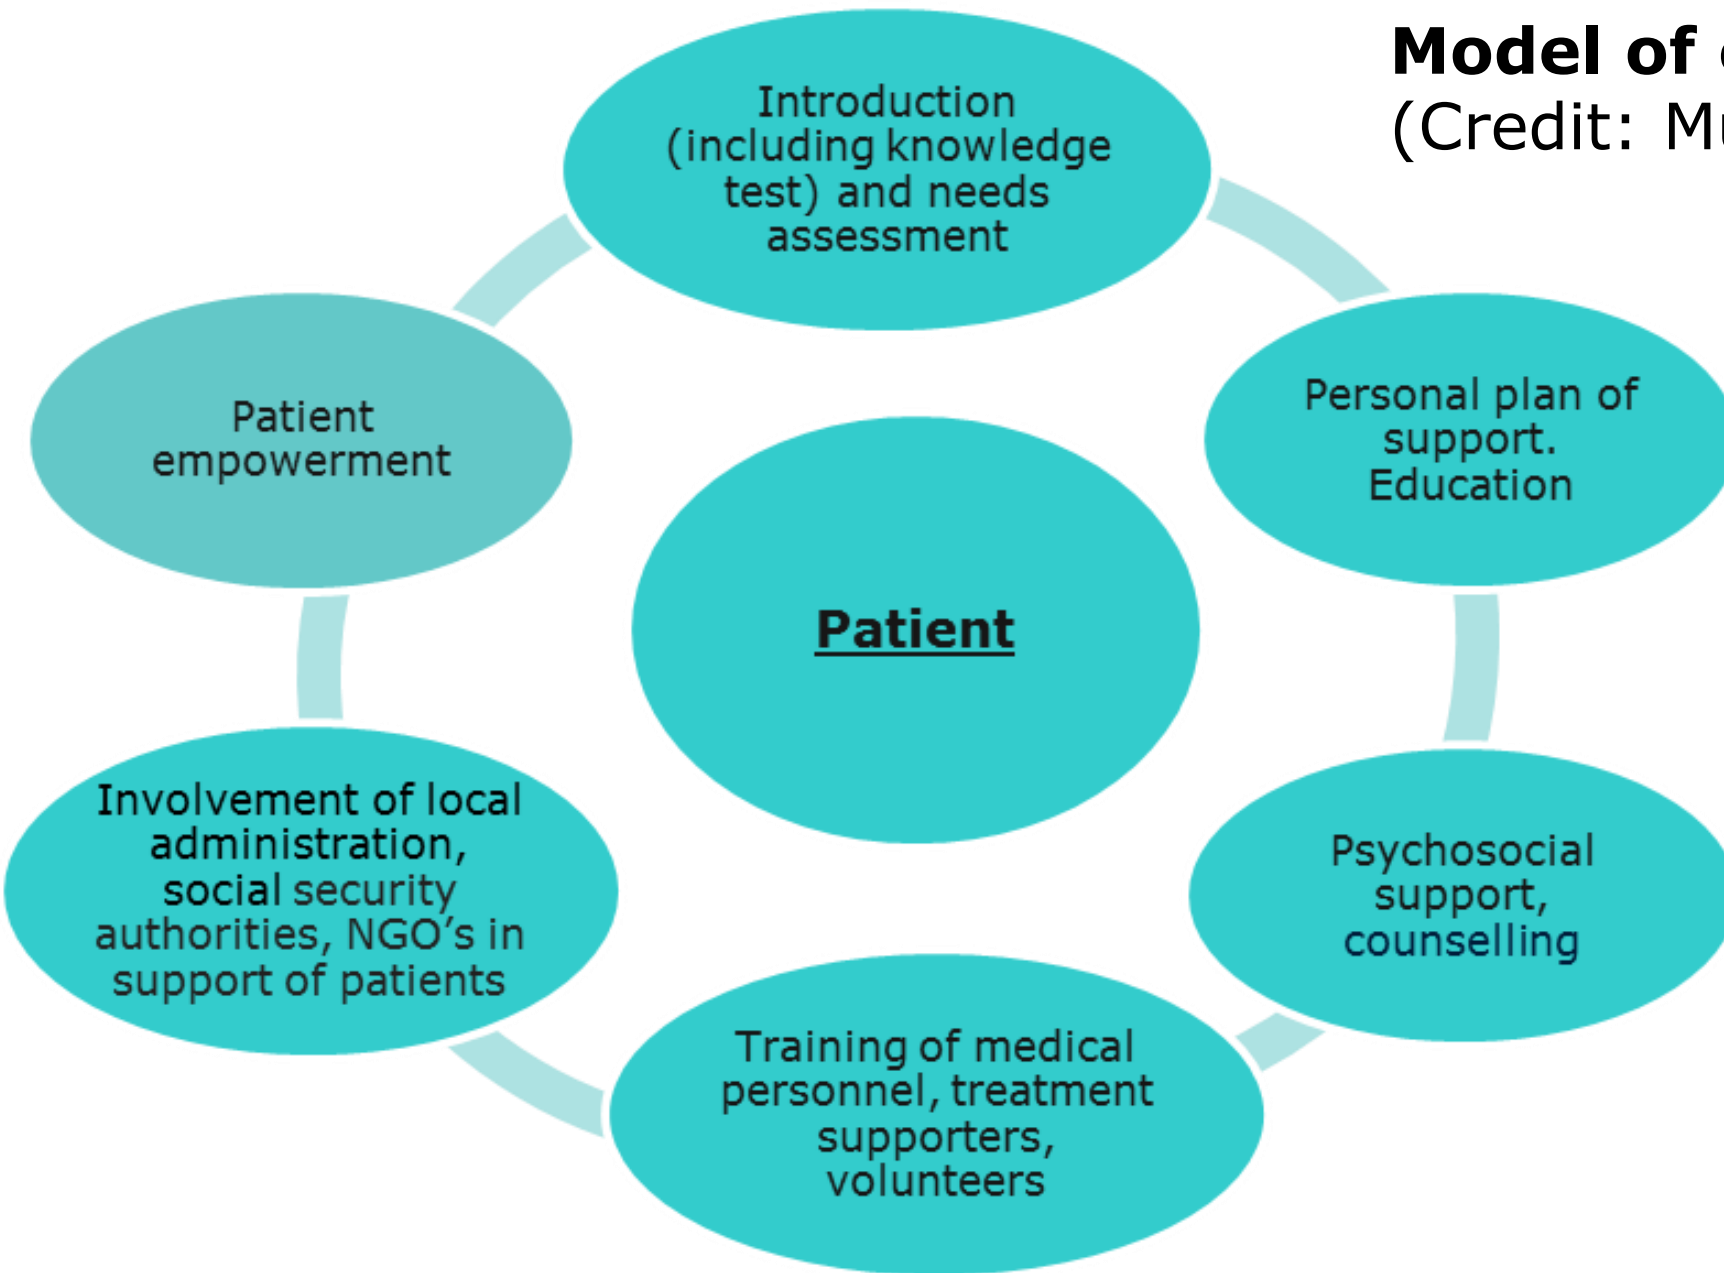 Model of
(Credit:
Introduction
(including knowledge
test) and needs
assessment
Personal plan of
support.
Education
Psychosocial
support,
counselling
Training of medical
personnel, treatment
supporters,
volunteers
Involvement of local
administration,
social security
authorities, NGO’s in
support of patients
Patient
empowerment
Patient